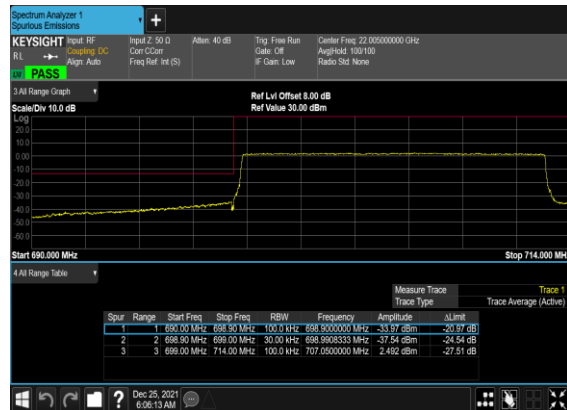 Spectrum Analyzer 1
Spurious Emissions
+
KEYSIGHT Input: RF Input Z: 50 Ω Atten: 40 dB Trig: Free Run Center Freq: 22.005000000 GHz
RL Coupling: DC Corr CCorr Gate: Off Avg|Hold: 100/100
Align: Auto Freq Ref: Int (S) IF Gain: Low Radio Std: None
PASS
3 All Range Graph
Ref Lvl Offset 8.00 dB
Scale/Div 10.0 dB Ref Value 30.00 dBm
Log
20.0
10.0
0.00
-10.0
-20.0
-30.0
-40.0
-50.0
-60.0
Start 690.000 MHz Stop 714.000 MHz
4 All Range Table
Measure Trace Trace 1
Trace Type Trace Average (Active)
Spur Range Start Freq Stop Freq RBW Frequency Amplitude ΔLimit
1 1 690.00 MHz 698.90 MHz 100.0 kHz 698.9000000 MHz -33.97 dBm -20.97 dB
2 2 698.90 MHz 699.00 MHz 30.00 kHz 698.9908333 MHz -37.54 dBm -24.54 dB
3 3 699.00 MHz 714.00 MHz 100.0 kHz 707.0500000 MHz 2.492 dBm -27.51 dB
? Dec 25, 2021
6:06:13 AM